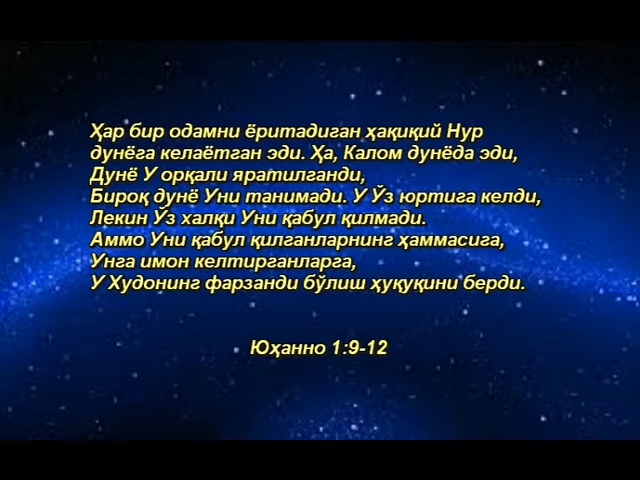 Ҳар бир одамни ёритадиган ҳақиқий Нур
дунёга келаётган эди. Ҳа, Калом дунёда эди,
Дунё У орқали яратилганди,
Бироқ дунё Уни танимади. У Ўз юртига келди,
Лекин Ўз халқи Уни қабул қилмади.
Аммо Уни қабул қилганларнинг ҳаммасига,
Унга имон келтирганларга,
У Худонинг фарзанди бўлиш ҳуқуқини берди.
Юҳанно 1:9-12